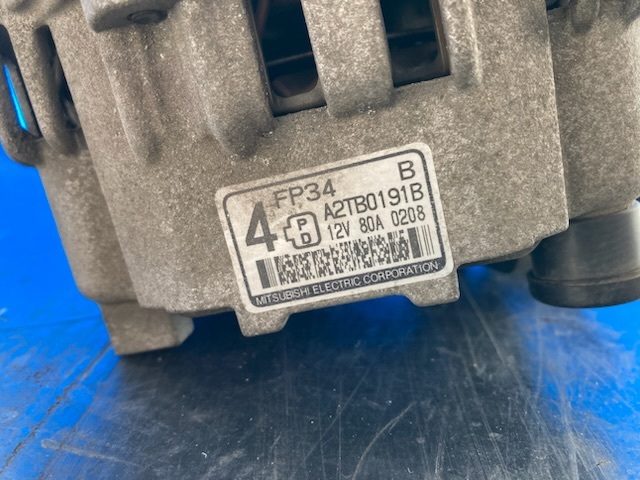 FP34 B
4 P D A2TB0191B
12V 80A 0208
MITSUBISHI ELECTRIC CORPORATION